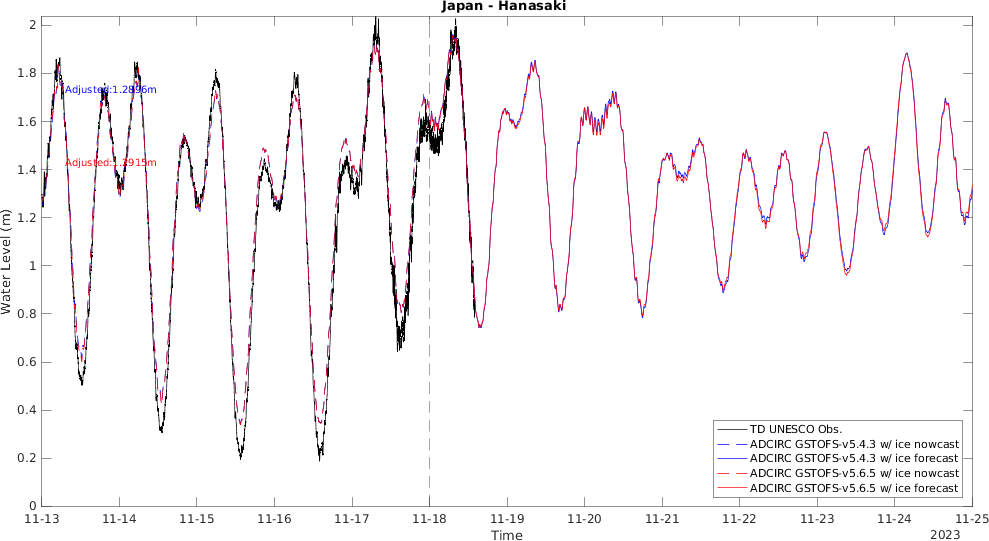 Japan - Hanasaki
2
1.8
1.6
1.4
1.2
1
0.8
0.6
0.4
0.2
0
Water Level (m)
Adjusted:1.2896m
Adjusted:1.2915m
TD UNESCO Obs.
ADCIRC GSTOFS-v5.4.3 w/ ice nowcast
ADCIRC GSTOFS-v5.4.3 w/ ice forecast
ADCIRC GSTOFS-v5.6.5 w/ ice nowcast
ADCIRC GSTOFS-v5.6.5 w/ ice forecast
11-13 11-14 11-15 11-16 11-17 11-18 11-19 11-20 11-21 11-22 11-23 11-24 11-25
Time
2023